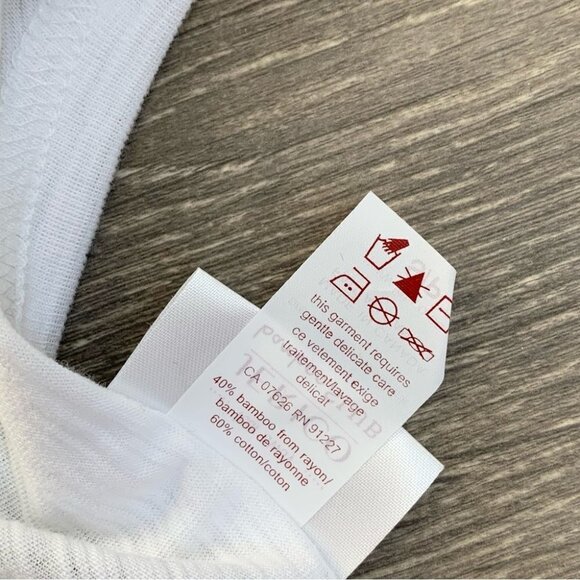 this garment requires
gentle delicate care
ce vetement exige
traitement/lavage
delicar
CA 07626 RN 91227
40% bamboo from rayon/
bamboo de rayonne
60% cotton/coton